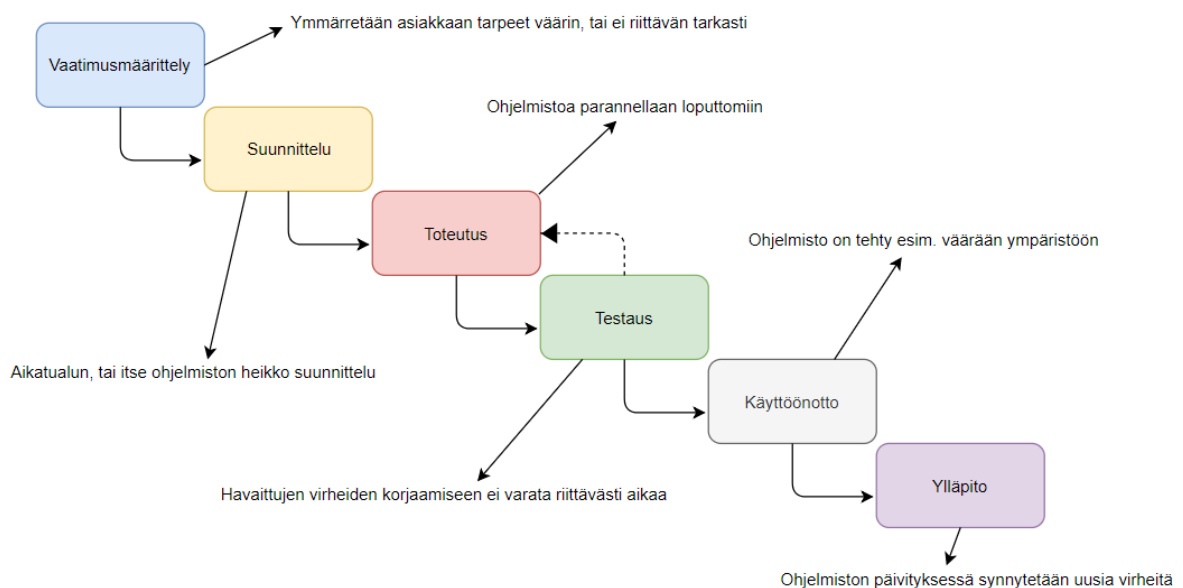 Ymmärretään asiakkaan tarpeet väärin, tai ei riittävän tarkasti
Vaatimusmäärittely
Ohjelmistoa parannellaan loputtomiin
Suunnittelu
Toteutus
Ohjelmisto on tehty esim. väärään ympäristöön
Testaus
Aikatualun, tai itse ohjelmiston heikko suunnittelu
Käyttöönotto
Havaittujen virheiden korjaamiseen ei varata riittävästi aikaa
Ylläpito
Ohjelmiston päivityksessä synnytetään uusia virheitä